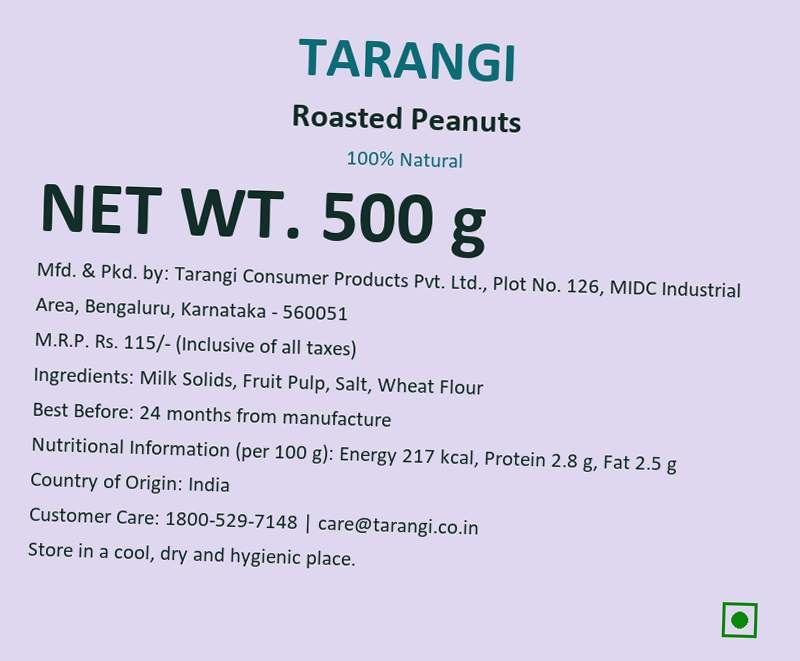 TARANGI
Roasted Peanuts
100% Natural
NET WT. 500 g
Mfd. & Pkd. by: Tarangi Consumer Products Pvt. Ltd., Plot No. 126, MIDC Industrial
Area, Bengaluru, Karnataka - 560051
M.R.P. Rs. 115/- (Inclusive of all taxes)
Ingredients: Milk Solids, Fruit Pulp, Salt, Wheat Flour
Best Before: 24 months from manufacture
Nutritional Information (per 100 g): Energy 217 kcal, Protein 2.8 g, Fat 2.5 g
Country of Origin: India
Customer Care: 1800-529-7148 | care@tarangi.co.in
Store in a cool, dry and hygienic place.